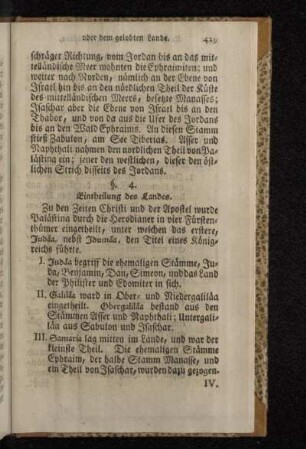 oder dem gelobten Lande. 429
schräger Richtung, vom Jordan bis an das mit-
telländische Meer wohnten die Ephraimiten; und
weiter nach Norden, nämlich an der Ebene von
Israel hin bis an den nördlichen Theil der Küste
des mittelländischen Meers, besetzte Manasses;
Isaschar aber die Ebene von Israel bis an den
Thabor, und von da aus die Ufer des Jordans
bis an den Wald Ephraims. An diesen Stamm
stieß Zabulon, am See Tiberias. Asser und
Naphthali nahmen den nördlichen Theil von Pa-
lästina ein; jener den westlichen, dieser den öst-
lichen Strich disseits des Jordans.
§. 4.
Eintheilung des Landes.
Zu den Zeiten Christi und der Apostel wurde
Palästina durch die Herodianer in vier Fürsten-
thümer eingetheilt, unter welchen das erstere,
Judäa, nebst Idumäa, den Titel eines König-
reichs führte.
I. Judäa begrif die ehemaligen Stämme, Ju-
da, Benjamin, Dan, Simeon, und das Land
der Philister und Edomiter in sich.
II. Galiläa ward in Ober- und Niedergaliläa
eingetheilt. Obergaliläa bestand aus den
Stämmen Asser und Naphthali; Untergali-
läa aus Sabulon und Isaschar.
III. Samaria lag mitten im Lande, und war der
kleinste Theil. Die ehemaligen Stämme
Ephraim, der halbe Stamm Manasse, und
ein Theil von Isaschar, wurden dazu gezogen.
IV.